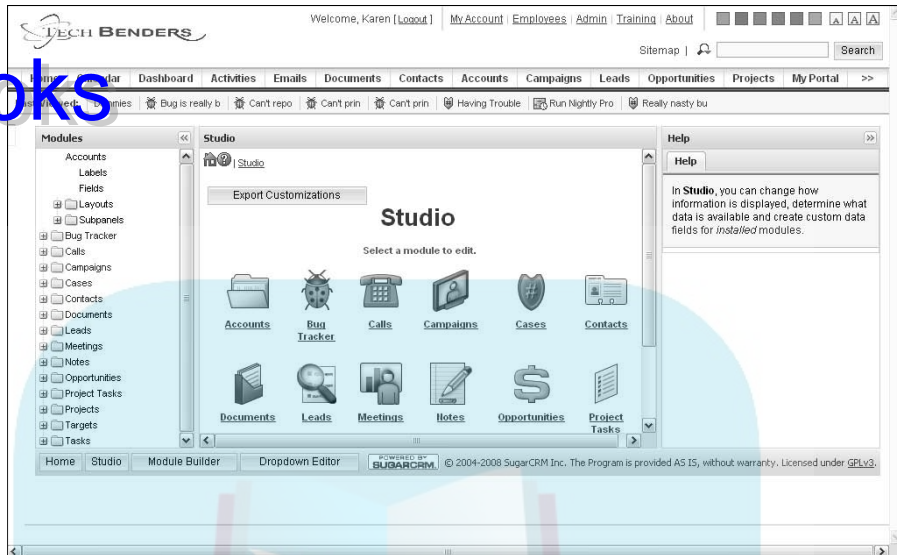 TECH BENDERS
Welcome, Karen [ Logout ] My Account | Employees | Admin | Training | About A A A
Sitemap | Search
Home Calendar Dashboard Activities Emails Documents Contacts Accounts Campaigns Leads Opportunities Projects My Portal >>
oks
Bug is really b Can't repo Can't prin Can't prin Having Trouble Run Nightly Pro Really nasty bu
Modules
Accounts
Labels
Fields
Layouts
Subpanels
Bug Tracker
Calls
Campaigns
Cases
Contacts
Documents
Leads
Meetings
Notes
Opportunities
Project Tasks
Projects
Targets
Tasks
Studio
| Studio
Export Customizations
Studio
Select a module to edit.
Accounts Bug Tracker Calls Campaigns Cases Contacts
Documents Leads Meetings Notes Opportunities Project Tasks
Help
Help
In Studio, you can change how
information is displayed, determine what
data is available and create custom data
fields for installed modules.
Home Studio Module Builder Dropdown Editor POWERED BY SUGARCRM © 2004-2008 SugarCRM Inc. The Program is provided AS IS, without warranty. Licensed under GPLv3.